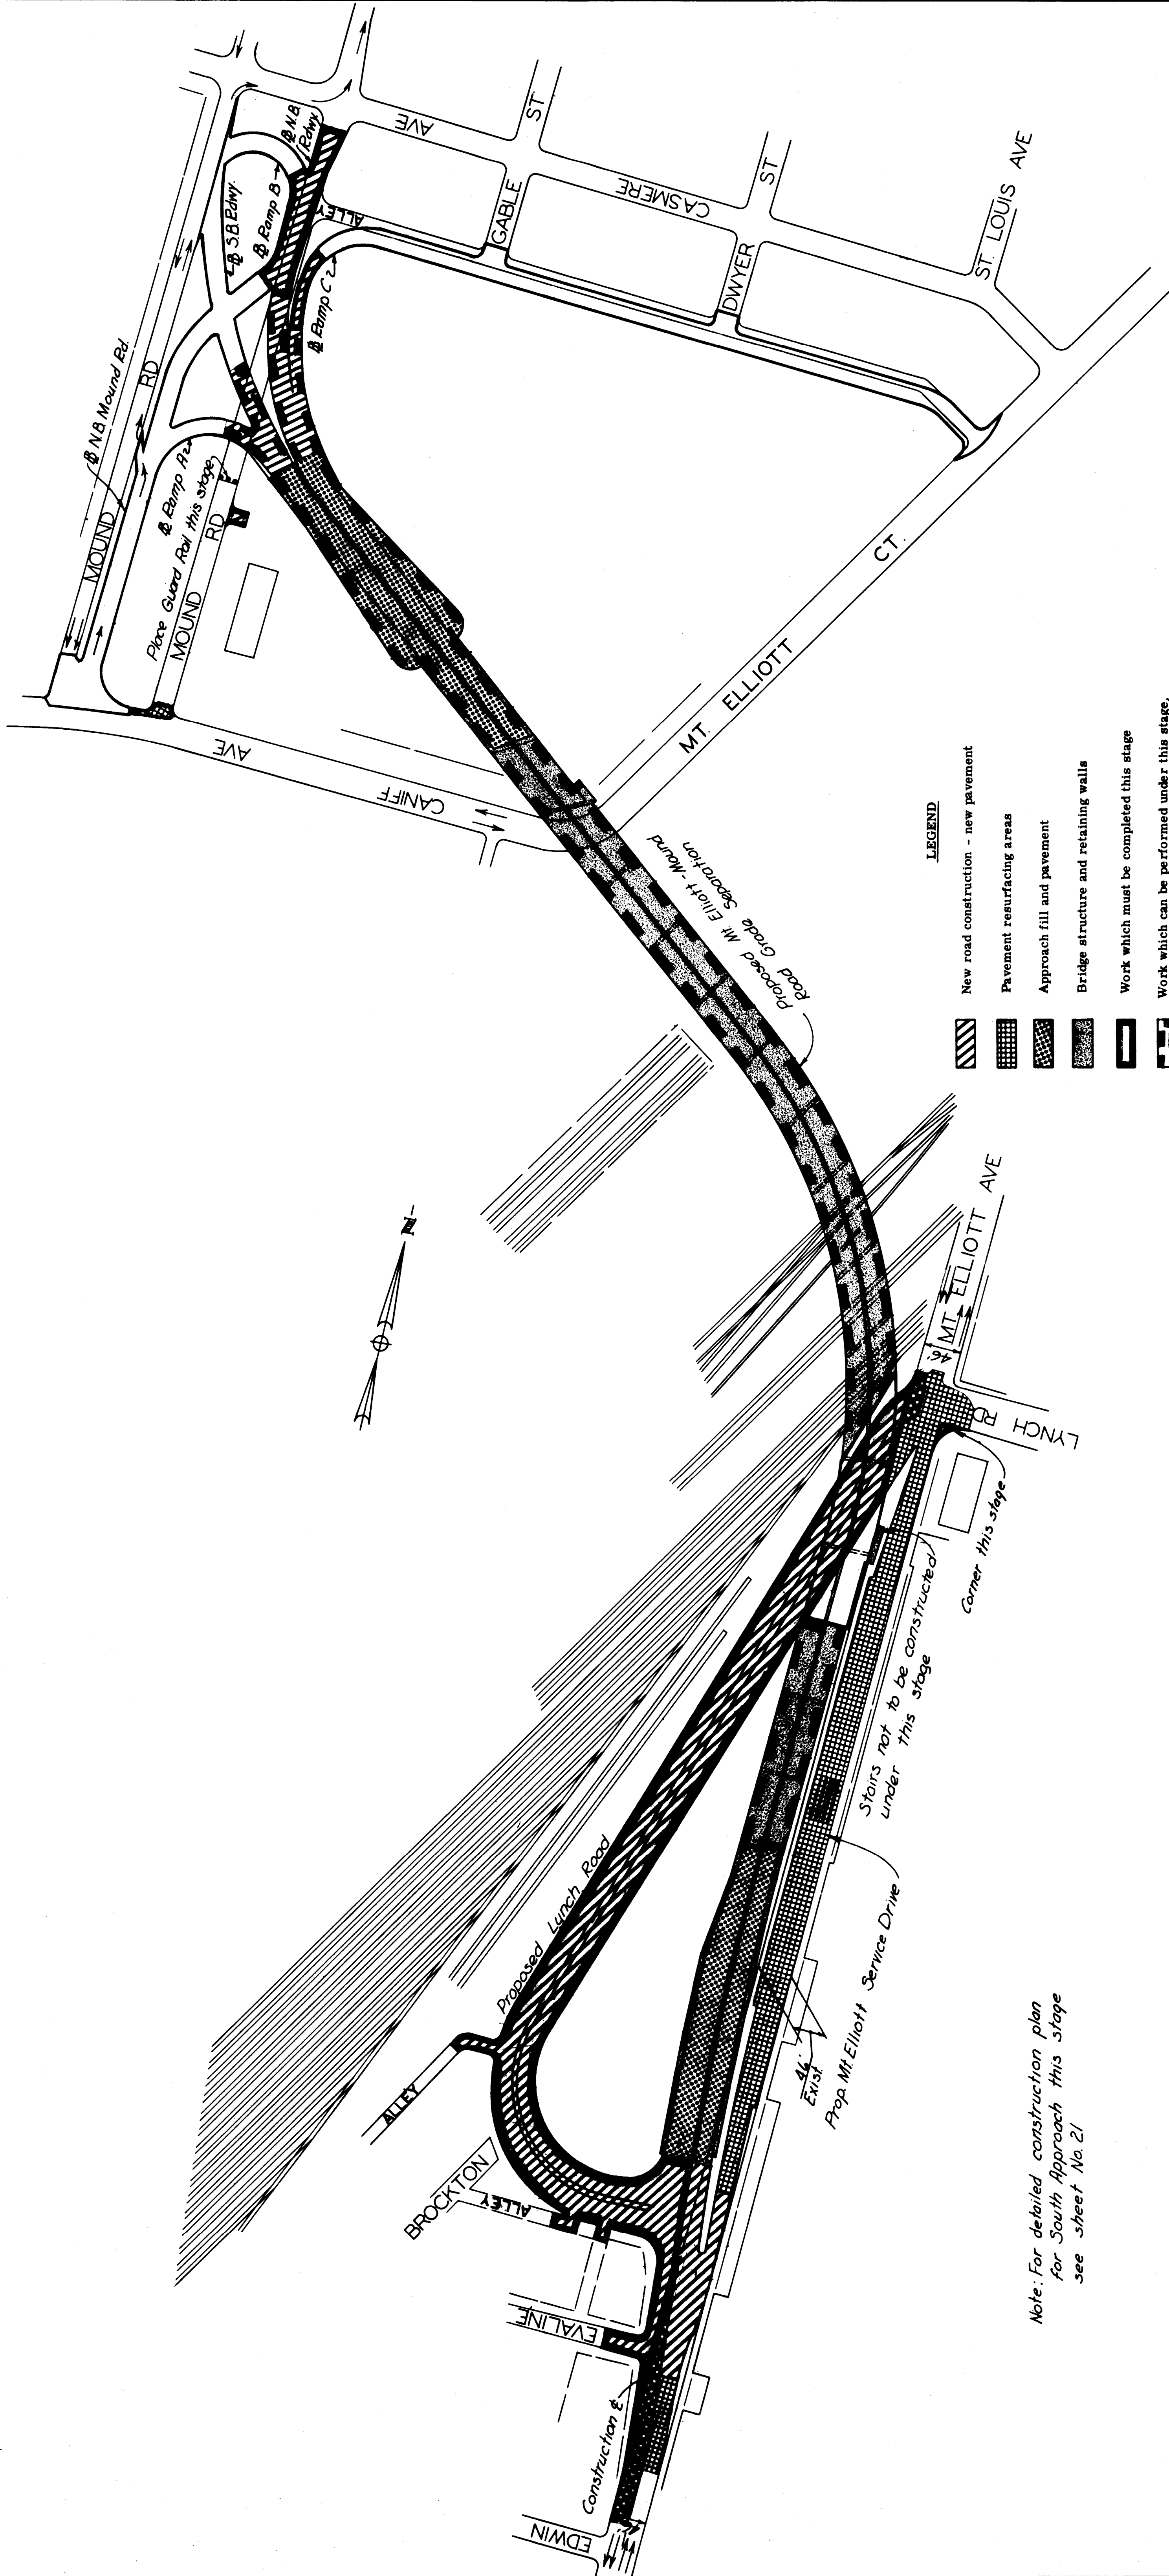 AVE
ST
GABLE
CASMERE
ST
DWYER
ST. LOUIS AVE
ALLEY
℄ N.B.
Rdwy.
℄ S.B. Rdwy.
℄ Ramp B
℄ Ramp C
℄ N.B. Mound Rd.
MOUND RD
℄ Ramp A
Place Guard Rail this stage
MOUND RD
CANIFF AVE
MT. ELLIOTT CT.
Proposed Mt. Elliott-Mound
Road Grade Separation
N
LEGEND
New road construction - new pavement
Pavement resurfacing areas
Approach fill and pavement
Bridge structure and retaining walls
Work which must be completed this stage
Work which can be performed under this stage.
MT ELLIOTT AVE
46'
LYNCH RD
Corner this stage
Stairs not to be constructed
under this stage
Proposed Lynch Road
46'
Exist.
Prop. Mt. Elliott Service Drive
ALLEY
BROCKTON
ALLEY
EVALINE
Construction ℄
EDWIN
Note: For detailed construction plan
for South Approach this stage
see sheet No. 21